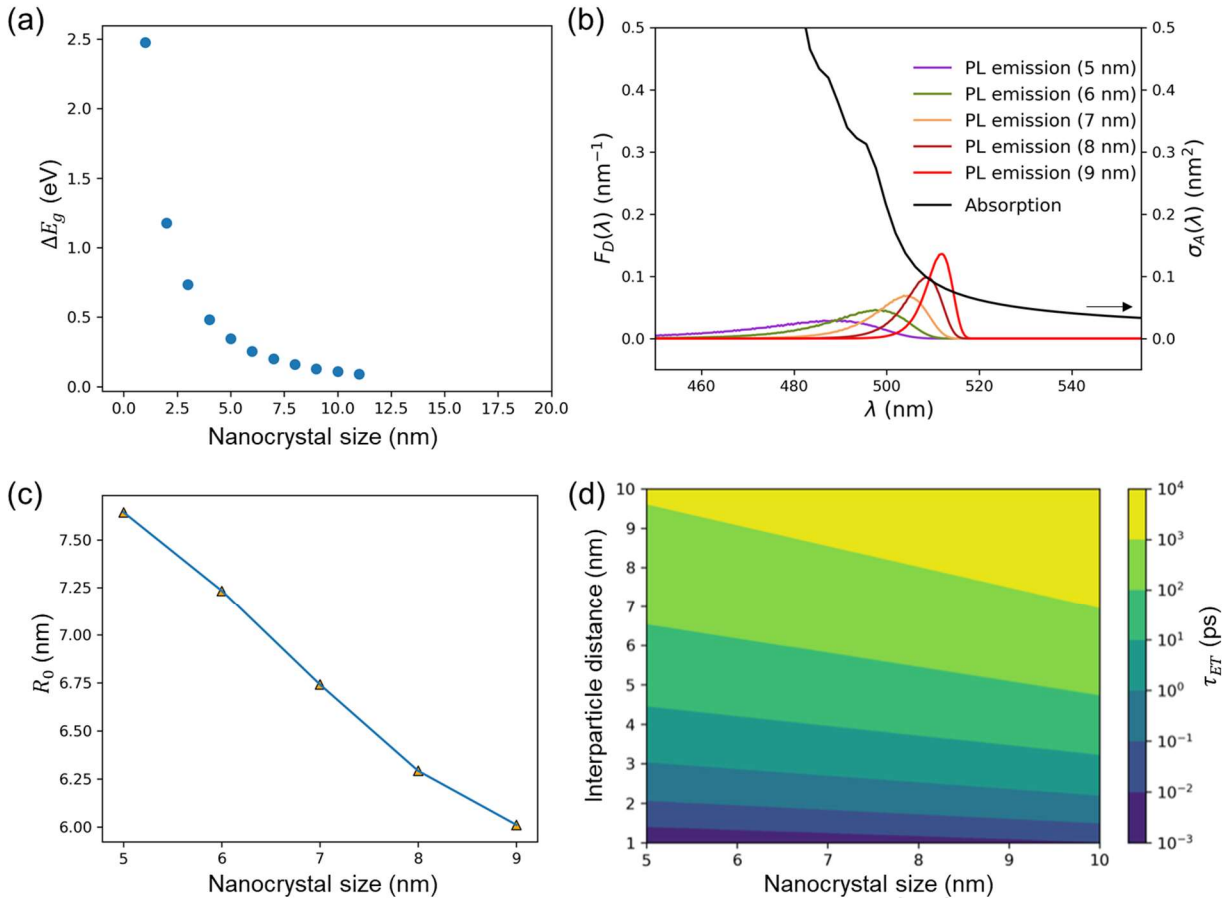 (a)
2.5
2.0
1.5
1.0
0.5
0.0
ΔE_g (eV)
0.0 2.5 5.0 7.5 10.0 12.5 15.0 17.5 20.0
Nanocrystal size (nm)
(b)
0.5
0.4
0.3
0.2
0.1
0.0
F_D(λ) (nm⁻¹)
PL emission (5 nm)
PL emission (6 nm)
PL emission (7 nm)
PL emission (8 nm)
PL emission (9 nm)
Absorption
0.5
0.4
0.3
0.2
0.1
0.0
σ_A(λ) (nm²)
460 480 500 520 540
λ (nm)
(c)
7.50
7.25
7.00
6.75
6.50
6.25
6.00
R₀ (nm)
5 6 7 8 9
Nanocrystal size (nm)
(d)
10
9
8
7
6
5
4
3
2
1
Interparticle distance (nm)
5 6 7 8 9 10
Nanocrystal size (nm)
10⁴
10³
10²
10¹
10⁰
10⁻¹
10⁻²
10⁻³
τ_ET (ps)